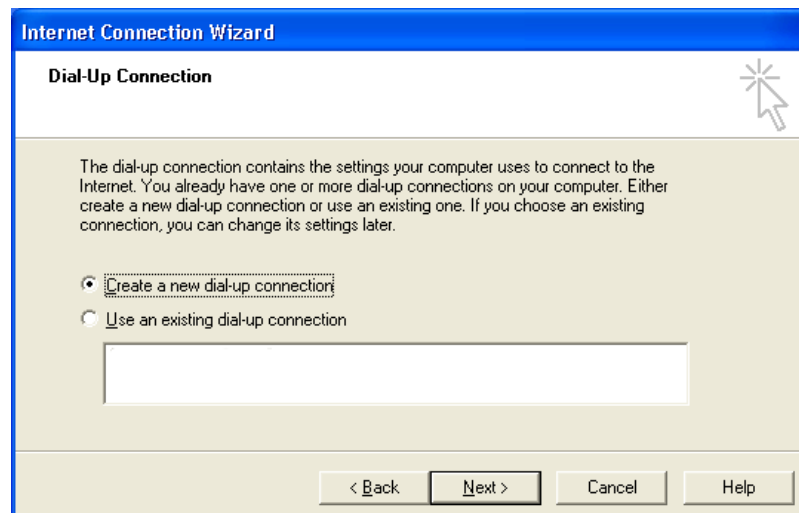 Internet Connection Wizard
Dial-Up Connection
The dial-up connection contains the settings your computer uses to connect to the
Internet. You already have one or more dial-up connections on your computer. Either
create a new dial-up connection or use an existing one. If you choose an existing
connection, you can change its settings later.
Create a new dial-up connection
Use an existing dial-up connection
< Back Next > Cancel Help